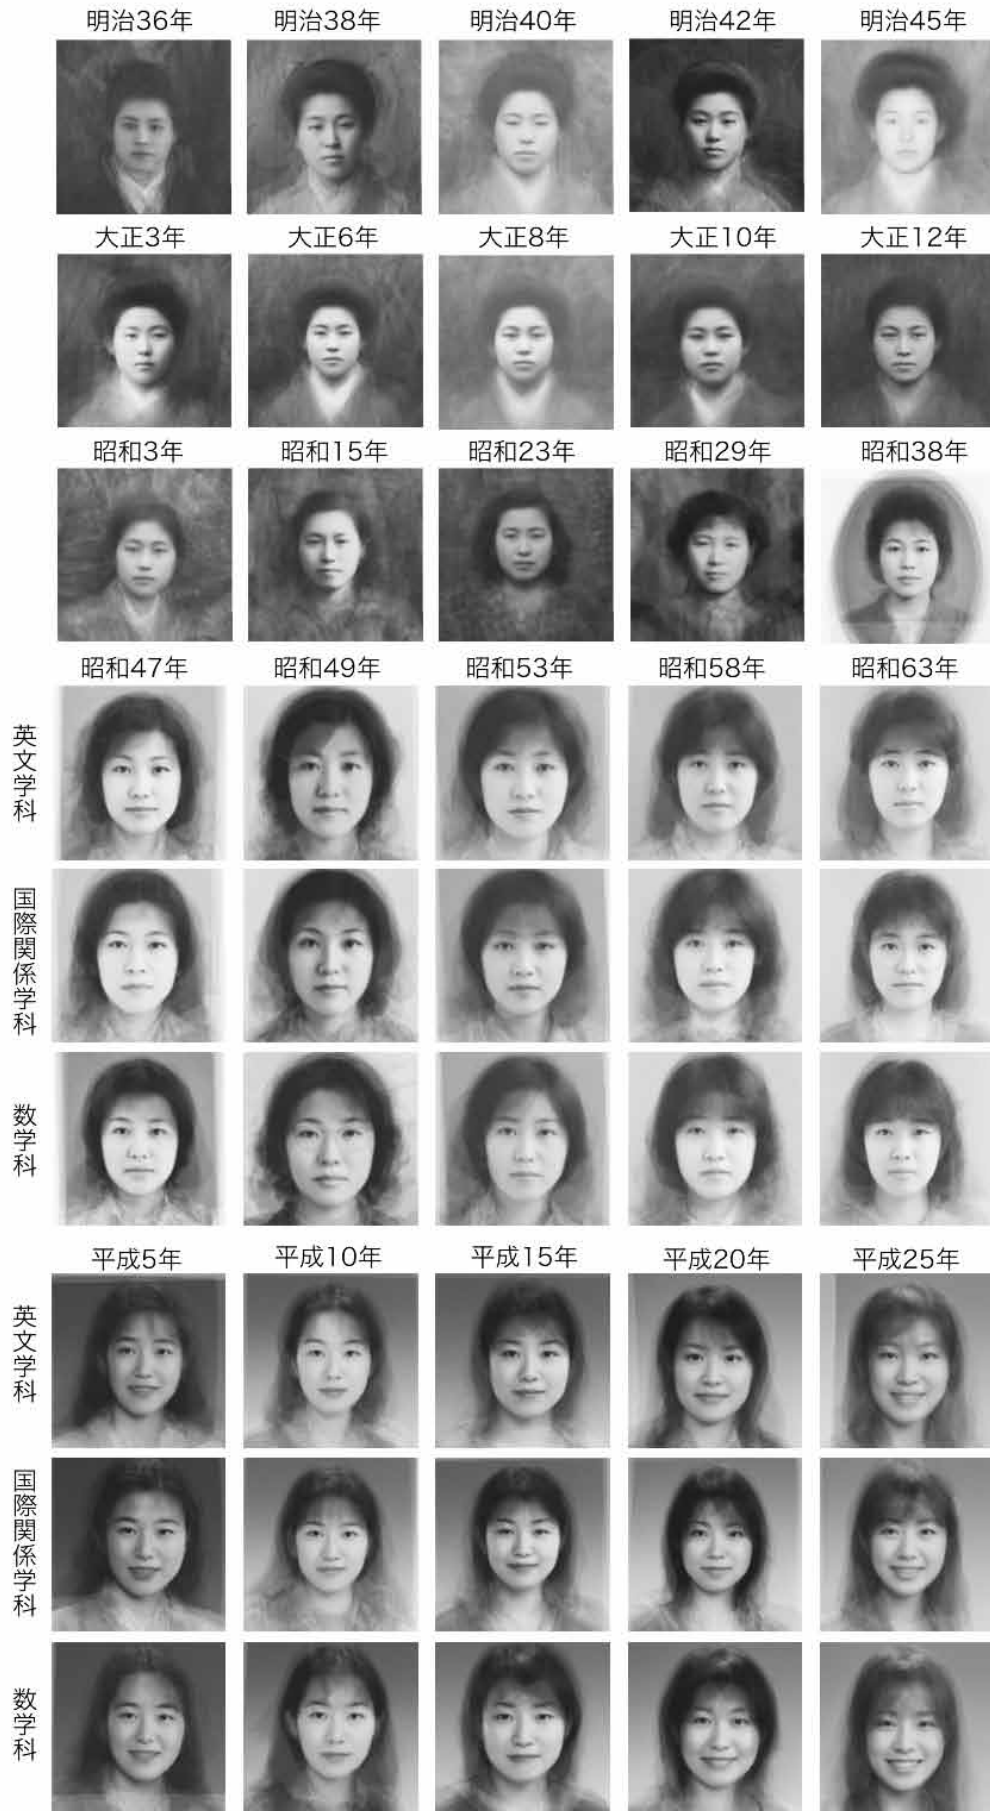 明治36年 明治38年 明治40年 明治42年 明治45年
大正3年 大正6年 大正8年 大正10年 大正12年
昭和3年 昭和15年 昭和23年 昭和29年 昭和38年
昭和47年 昭和49年 昭和53年 昭和58年 昭和63年
英文学科
国際関係学科
数学科
平成5年 平成10年 平成15年 平成20年 平成25年
英文学科
国際関係学科
数学科